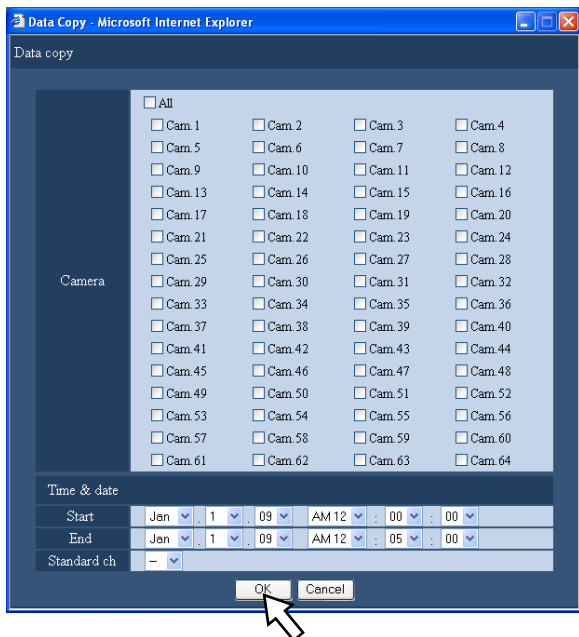 Data Copy - Microsoft Internet Explorer
Data copy
All
Cam. 1 Cam. 2 Cam. 3 Cam. 4
Cam. 5 Cam. 6 Cam. 7 Cam. 8
Cam. 9 Cam. 10 Cam. 11 Cam. 12
Cam. 13 Cam. 14 Cam. 15 Cam. 16
Cam. 17 Cam. 18 Cam. 19 Cam. 20
Cam. 21 Cam. 22 Cam. 23 Cam. 24
Cam. 25 Cam. 26 Cam. 27 Cam. 28
Camera Cam. 29 Cam. 30 Cam. 31 Cam. 32
Cam. 33 Cam. 34 Cam. 35 Cam. 36
Cam. 37 Cam. 38 Cam. 39 Cam. 40
Cam. 41 Cam. 42 Cam. 43 Cam. 44
Cam. 45 Cam. 46 Cam. 47 Cam. 48
Cam. 49 Cam. 50 Cam. 51 Cam. 52
Cam. 53 Cam. 54 Cam. 55 Cam. 56
Cam. 57 Cam. 58 Cam. 59 Cam. 60
Cam. 61 Cam. 62 Cam. 63 Cam. 64
Time & date
Start Jan . 1 . 09 AM 12 : 00 : 00
End Jan . 1 . 09 AM 12 : 05 : 00
Standard ch –
OK Cancel